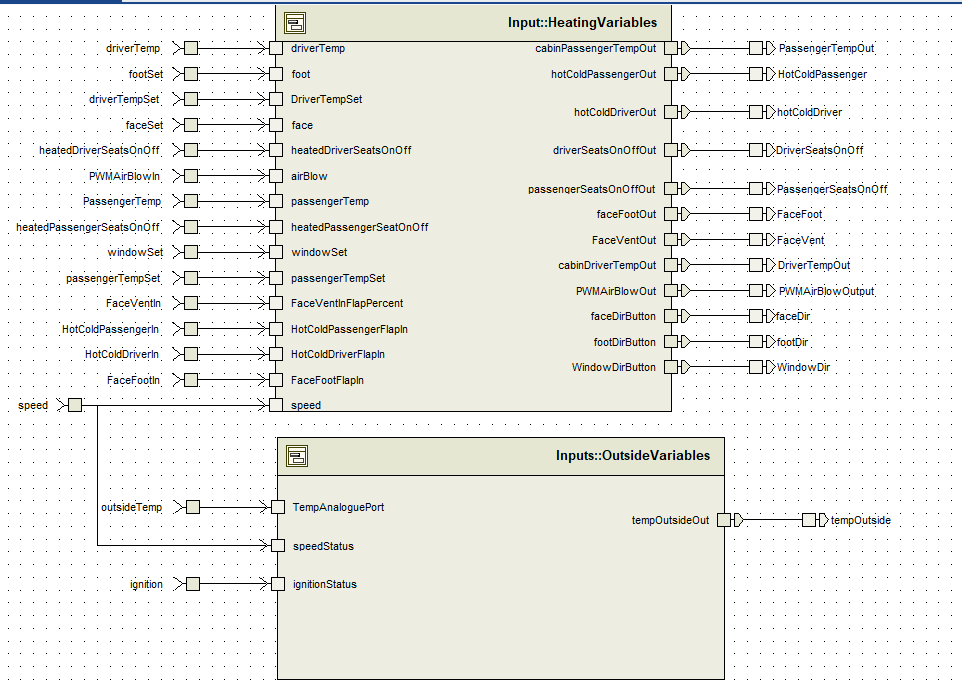 Input::HeatingVariables
driverTemp driverTemp cabinPassengerTempOut PassengerTempOut
footSet foot hotColdPassengerOut HotColdPassenger
driverTempSet DriverTempSet hotColdDriverOut hotColdDriver
faceSet face
heatedDriverSeatsOnOff heatedDriverSeatsOnOff driverSeatsOnOffOut DriverSeatsOnOff
PWMAirBlowIn airBlow passengerSeatsOnOffOut PassengerSeatsOnOff
PassengerTemp passengerTemp faceFootOut FaceFoot
heatedPassengerSeatsOnOff heatedPassengerSeatOnOff FaceVentOut FaceVent
windowSet windowSet cabinDriverTempOut DriverTempOut
passengerTempSet passengerTempSet PWMAirBlowOut PWMAirBlowOutput
FaceVentIn FaceVentInFlapPercent faceDirButton faceDir
HotColdPassengerIn HotColdPassengerFlapIn footDirButton footDir
HotColdDriverIn HotColdDriverFlapIn WindowDirButton WindowDir
FaceFootIn FaceFootFlapIn
speed speed
Inputs::OutsideVariables
outsideTemp TempAnaloguePort tempOutsideOut tempOutside
speedStatus
ignition ignitionStatus